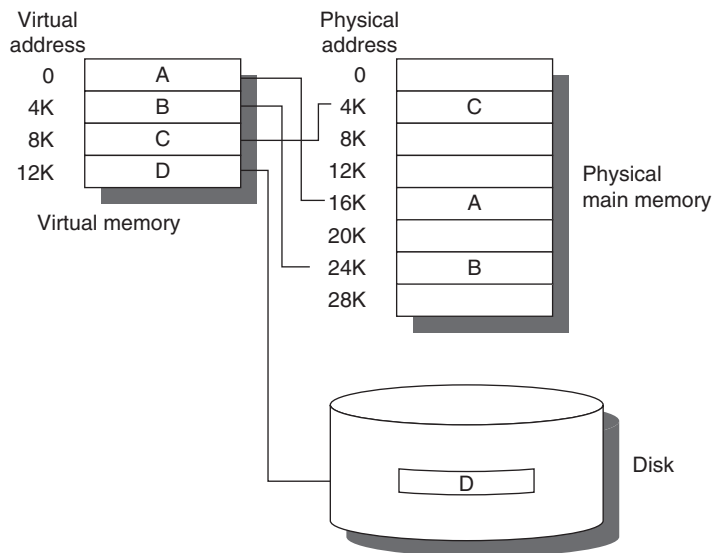 Virtual
address
0
A
4K
B
8K
C
12K
D
Virtual memory
Physical
address
0
4K
C
8K
12K
16K
A
20K
24K
B
28K
Physical
main memory
D
Disk